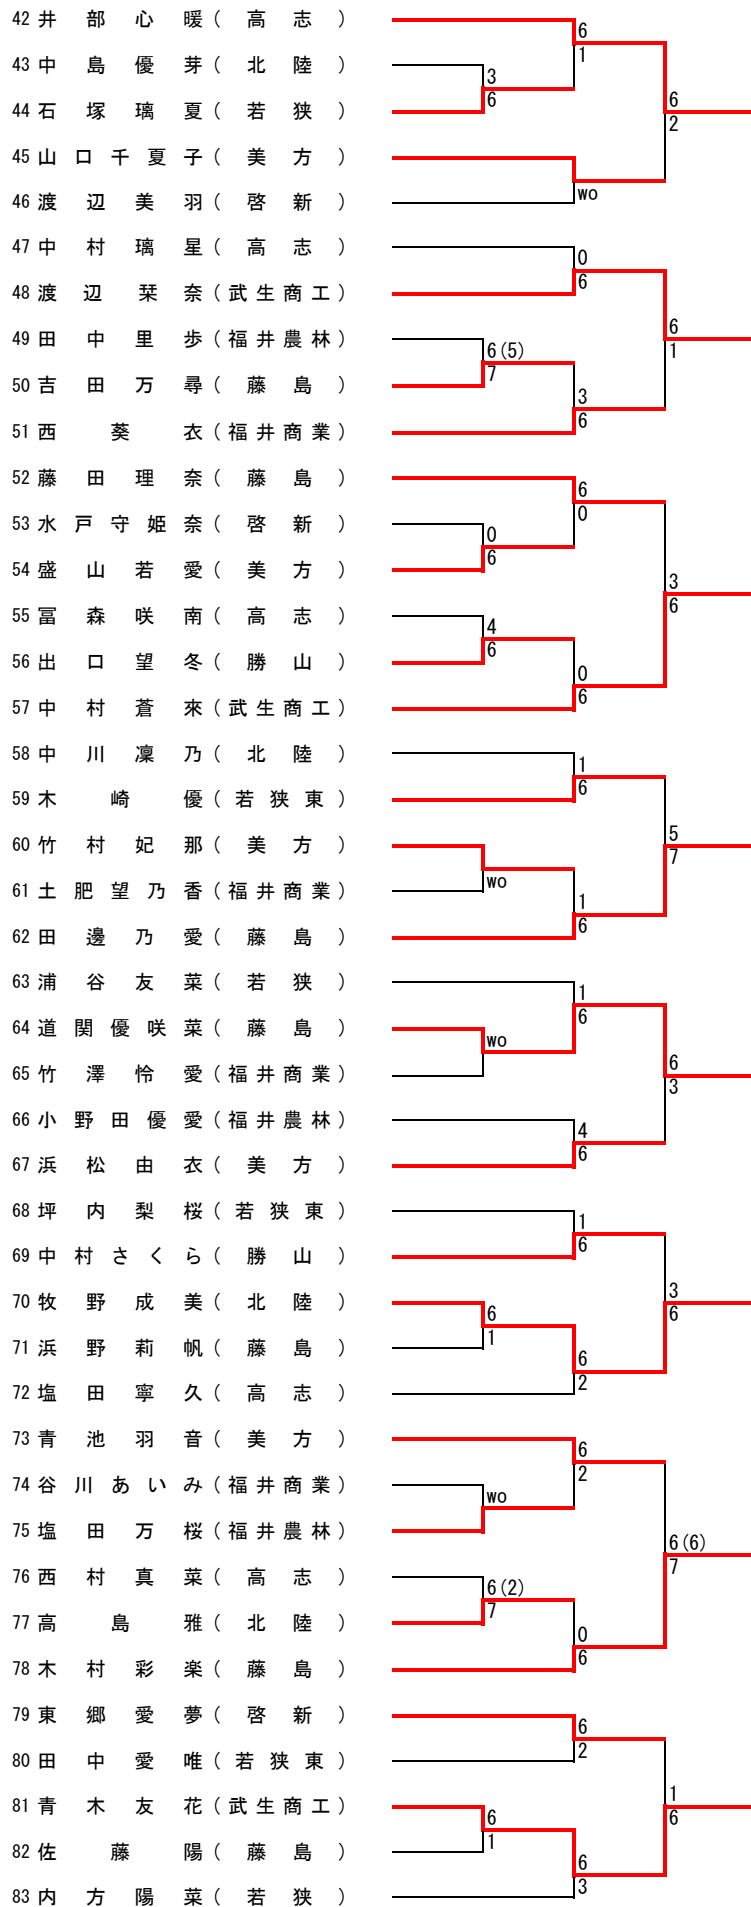 42 井部心暖 ( 高志 )
6
1
43 中島優芽 ( 北陸 )
3
6
6
2
44 石塚璃夏 ( 若狭 )
45 山口千夏子 ( 美方 )
WO
46 渡辺美羽 ( 啓新 )
47 中村璃星 ( 高志 )
0
6
48 渡辺栞奈 ( 武生商工 )
6
1
49 田中里歩 ( 福井農林 )
6(5)
7
50 吉田万尋 ( 藤島 )
3
6
51 西葵衣 ( 福井商業 )
52 藤田理奈 ( 藤島 )
6
0
53 水戸守姫奈 ( 啓新 )
0
6
54 盛山若愛 ( 美方 )
3
6
55 冨森咲南 ( 高志 )
4
6
56 出口望冬 ( 勝山 )
0
6
57 中村蒼來 ( 武生商工 )
58 中川凜乃 ( 北陸 )
1
6
59 木崎優 ( 若狭東 )
5
7
60 竹村妃那 ( 美方 )
WO
61 土肥望乃香 ( 福井商業 )
1
6
62 田邊乃愛 ( 藤島 )
63 浦谷友菜 ( 若狭 )
1
6
64 道関優咲菜 ( 藤島 )
WO
6
3
65 竹澤怜愛 ( 福井商業 )
66 小野田優愛 ( 福井農林 )
4
6
67 浜松由衣 ( 美方 )
68 坪内梨桜 ( 若狭東 )
1
6
69 中村さくら ( 勝山 )
3
6
70 牧野成美 ( 北陸 )
6
1
71 浜野莉帆 ( 藤島 )
6
2
72 塩田寧久 ( 高志 )
73 青池羽音 ( 美方 )
6
2
74 谷川あいみ ( 福井商業 )
WO
75 塩田万桜 ( 福井農林 )
6(6)
7
76 西村真菜 ( 高志 )
6(2)
7
77 高島雅 ( 北陸 )
0
6
78 木村彩楽 ( 藤島 )
79 東郷愛夢 ( 啓新 )
6
2
80 田中愛唯 ( 若狭東 )
1
6
81 青木友花 ( 武生商工 )
6
1
82 佐藤陽 ( 藤島 )
6
3
83 内方陽菜 ( 若狭 )